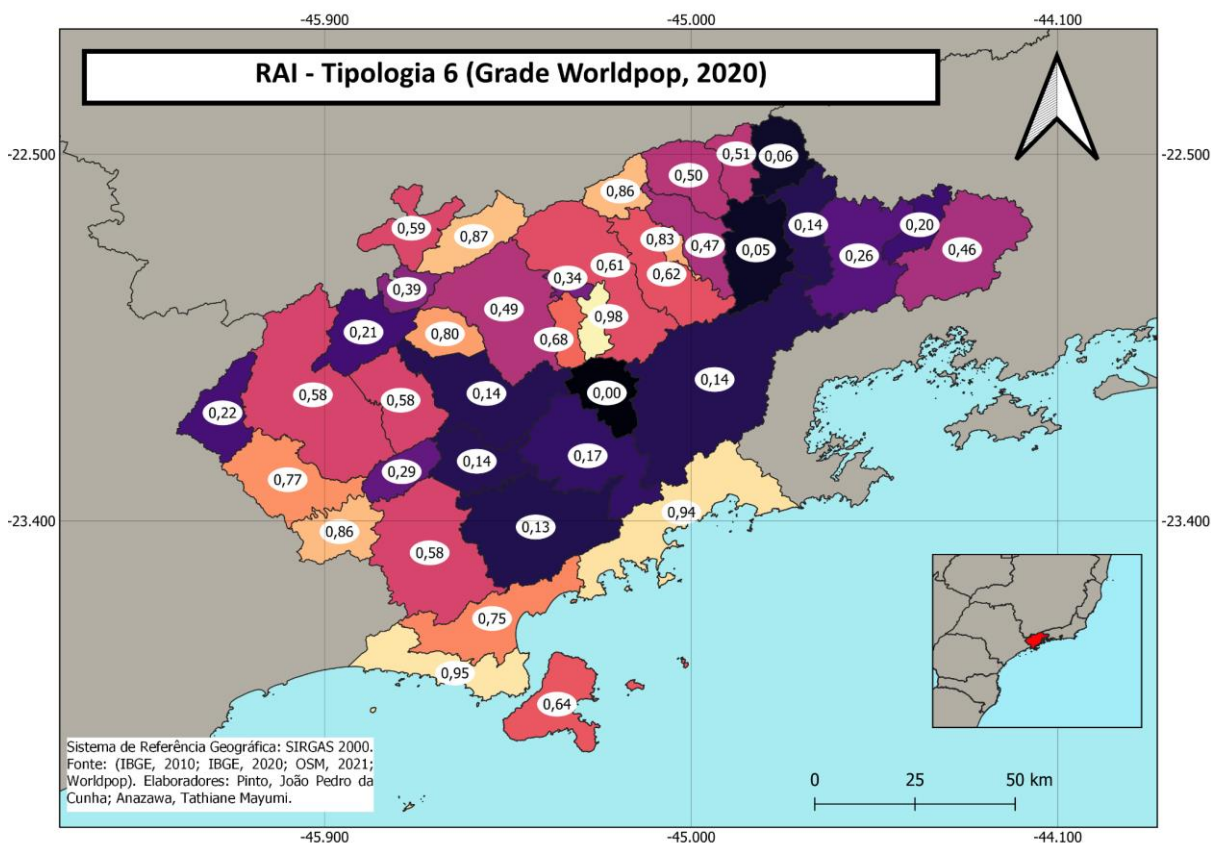 -45.900 -45.000 -44.100
RAI - Tipologia 6 (Grade Worldpop, 2020)
-22.500 -22.500
0,51 0,06
0,50
0,86
0,59 0,87 0,83 0,47 0,05 0,14 0,26 0,20 0,46
0,61 0,62
0,39 0,34
0,49 0,98
0,21 0,80 0,68
0,22 0,58 0,58 0,14 0,00 0,14
0,77 0,29 0,14 0,17
0,86 0,58 0,13 0,94
-23.400 -23.400
0,75
0,95
0,64
Sistema de Referência Geográfica: SIRGAS 2000.
Fonte: (IBGE, 2010; IBGE, 2020; OSM, 2021;
Worldpop). Elaboradores: Pinto, João Pedro da
Cunha; Anazawa, Tathiane Mayumi.
0 25 50 km
-45.900 -45.000 -44.100